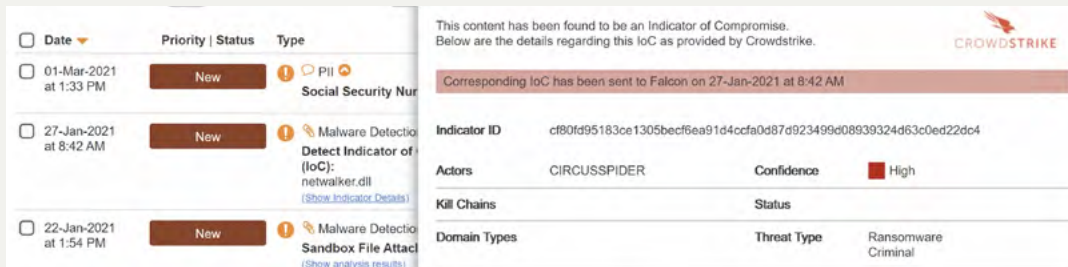 Date
Priority | Status
Type
01-Mar-2021
at 1:33 PM
New
PII
Social Security Nur
27-Jan-2021
at 8:42 AM
New
Malware Detectio
Detect Indicator of
(IoC):
netwalker.dll
(Show Indicator Details)
22-Jan-2021
at 1:54 PM
New
Malware Detectio
Sandbox File Attacl
(Show analysis results)
This content has been found to be an Indicator of Compromise.
Below are the details regarding this IoC as provided by Crowdstrike.
CROWDSTRIKE
Corresponding IoC has been sent to Falcon on 27-Jan-2021 at 8:42 AM
Indicator ID cf80fd95183ce1305becf6ea91d4ccfa0d87d923499d08939324d63c0ed22dc4
Actors CIRCUSSPIDER Confidence High
Kill Chains Status
Domain Types Threat Type Ransomware
Criminal